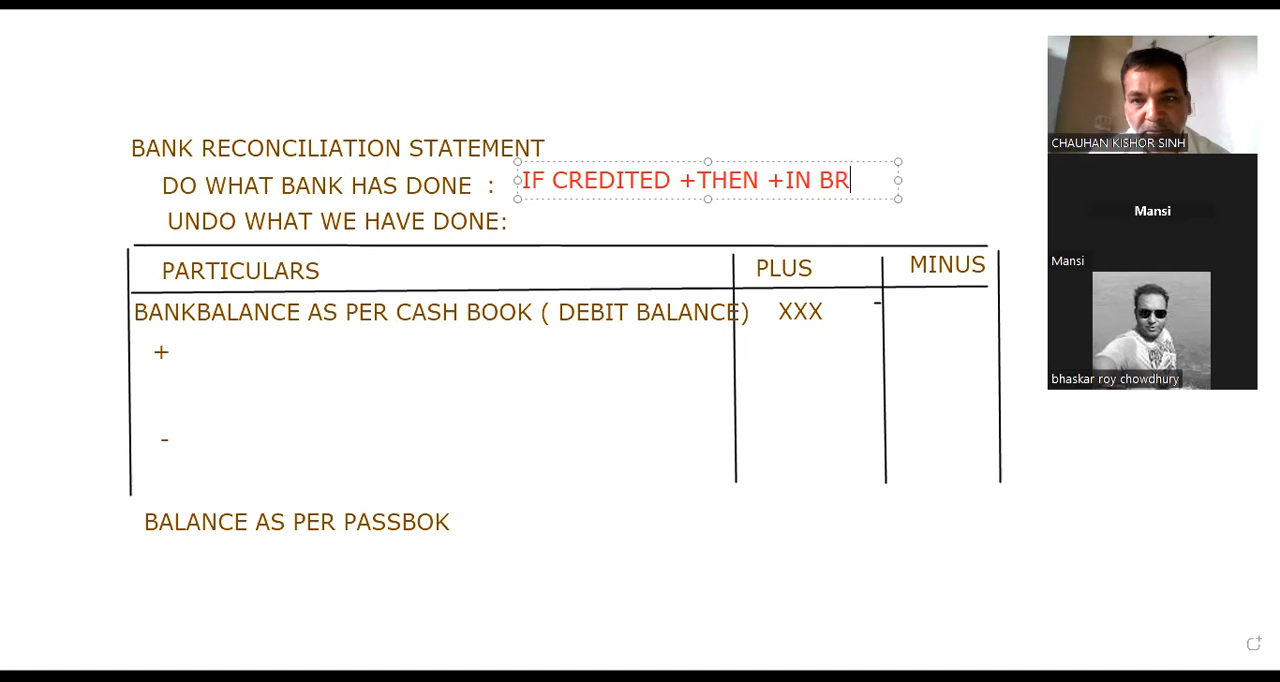 BANK RECONCILIATION STATEMENT
DO WHAT BANK HAS DONE : IF CREDITED +THEN +IN BR
UNDO WHAT WE HAVE DONE:
PARTICULARS PLUS MINUS
BANKBALANCE AS PER CASH BOOK ( DEBIT BALANCE) XXX -
+
-
BALANCE AS PER PASSBOK
CHAUHAN KISHOR SINH
Mansi
Mansi
bhaskar roy chowdhury